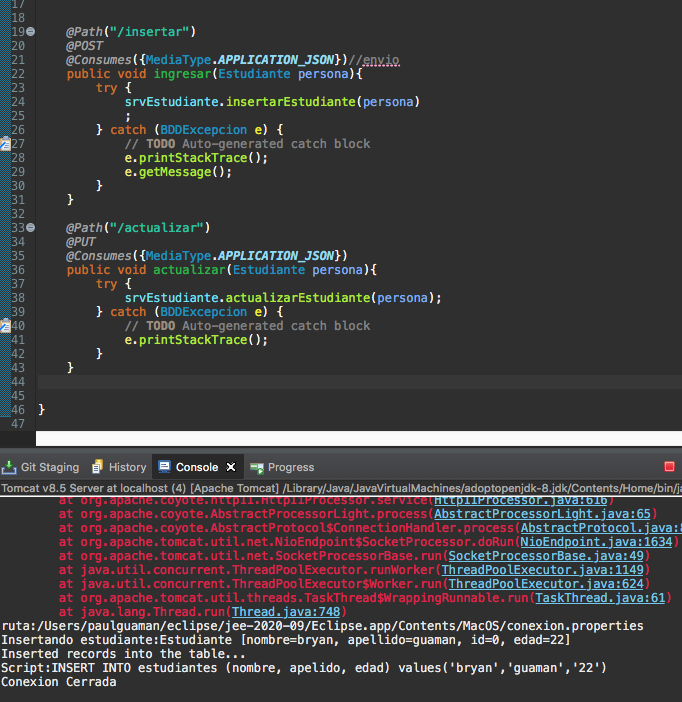 17
18
19 @Path("/insertar")
20 @POST
21 @Consumes({MediaType.APPLICATION_JSON})//envio
22 public void ingresar(Estudiante persona){
23 try {
24 srvEstudiante.insertarEstudiante(persona)
25 ;
26 } catch (BDDExcepcion e) {
27 // TODO Auto-generated catch block
28 e.printStackTrace();
29 e.getMessage();
30 }
31 }
32
33 @Path("/actualizar")
34 @PUT
35 @Consumes({MediaType.APPLICATION_JSON})
36 public void actualizar(Estudiante persona){
37 try {
38 srvEstudiante.actualizarEstudiante(persona);
39 } catch (BDDExcepcion e) {
40 // TODO Auto-generated catch block
41 e.printStackTrace();
42 }
43 }
44
45
46 }
47
Git Staging History Console Progress
Tomcat v8.5 Server at localhost (4) [Apache Tomcat] /Library/Java/JavaVirtualMachines/adoptopenjdk-8.jdk/Contents/Home/bin/ja
at org.apache.coyote.http11.Http11Processor.service(Http11Processor.java:616)
at org.apache.coyote.AbstractProcessorLight.process(AbstractProcessorLight.java:65)
at org.apache.coyote.AbstractProtocol$ConnectionHandler.process(AbstractProtocol.java:8
at org.apache.tomcat.util.net.NioEndpoint$SocketProcessor.doRun(NioEndpoint.java:1634)
at org.apache.tomcat.util.net.SocketProcessorBase.run(SocketProcessorBase.java:49)
at java.util.concurrent.ThreadPoolExecutor.runWorker(ThreadPoolExecutor.java:1149)
at java.util.concurrent.ThreadPoolExecutor$Worker.run(ThreadPoolExecutor.java:624)
at org.apache.tomcat.util.threads.TaskThread$WrappingRunnable.run(TaskThread.java:61)
at java.lang.Thread.run(Thread.java:748)
ruta:/Users/paulguaman/eclipse/jee-2020-09/Eclipse.app/Contents/MacOS/conexion.properties
Insertando estudiante:Estudiante [nombre=bryan, apellido=guaman, id=0, edad=22]
Inserted records into the table...
Script:INSERT INTO estudiantes (nombre, apelido, edad) values('bryan','guaman','22')
Conexion Cerrada